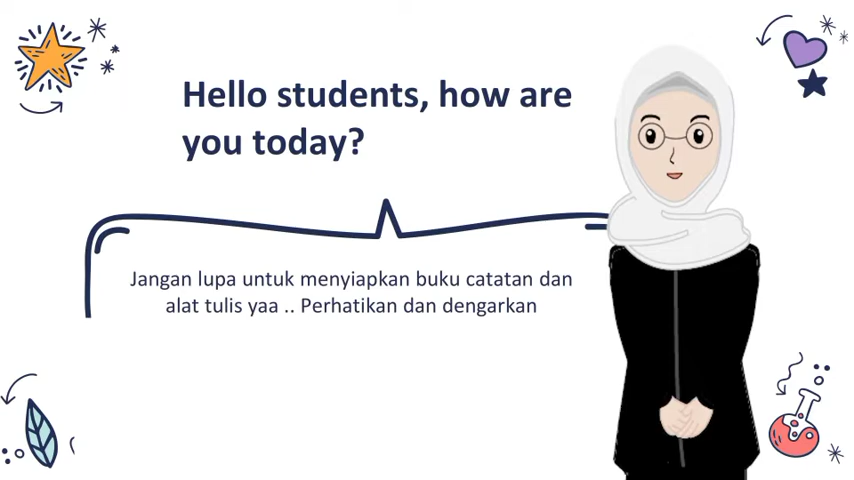 Hello students, how are
you today?
Jangan lupa untuk menyiapkan buku catatan dan
alat tulis yaa .. Perhatikan dan dengarkan